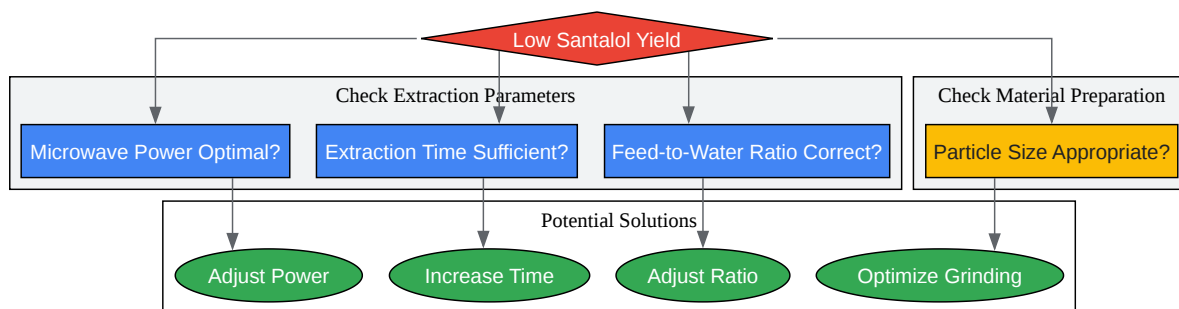 Low Santalol Yield
Check Extraction Parameters
Check Material Preparation
Microwave Power Optimal?
Extraction Time Sufficient?
Feed-to-Water Ratio Correct?
Particle Size Appropriate?
Potential Solutions
Adjust Power
Increase Time
Adjust Ratio
Optimize Grinding